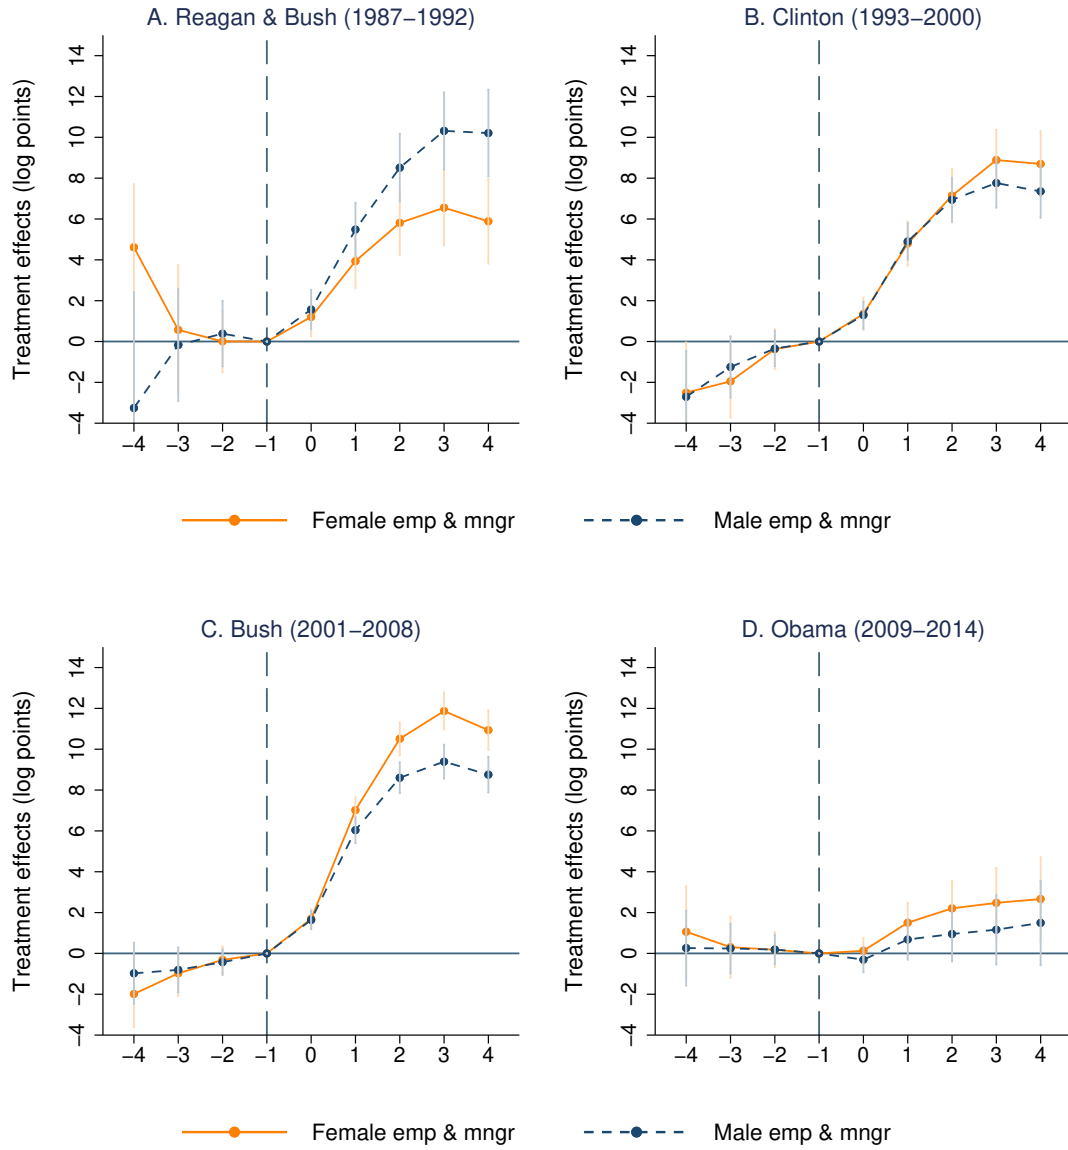 A. Reagan & Bush (1987−1992)
Treatment effects (log points)
14
12
10
8
6
4
2
0
−2
−4
−4 −3 −2 −1 0 1 2 3 4
B. Clinton (1993−2000)
Treatment effects (log points)
14
12
10
8
6
4
2
0
−2
−4
−4 −3 −2 −1 0 1 2 3 4
Female emp & mngr Male emp & mngr
C. Bush (2001−2008)
Treatment effects (log points)
14
12
10
8
6
4
2
0
−2
−4
−4 −3 −2 −1 0 1 2 3 4
D. Obama (2009−2014)
Treatment effects (log points)
14
12
10
8
6
4
2
0
−2
−4
−4 −3 −2 −1 0 1 2 3 4
Female emp & mngr Male emp & mngr